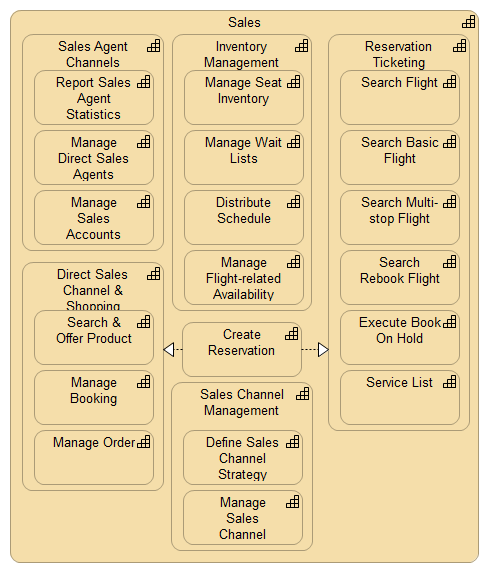 Sales
Sales Agent
Channels
Report Sales
Agent
Statistics
Manage
Direct Sales
Agents
Manage
Sales
Accounts
Direct Sales
Channel &
Shopping
Search &
Offer Product
Manage
Booking
Manage Order
Inventory
Management
Manage Seat
Inventory
Manage Wait
Lists
Distribute
Schedule
Manage
Flight-related
Availability
Create
Reservation
Sales Channel
Management
Define Sales
Channel
Strategy
Manage
Sales
Channel
Reservation
Ticketing
Search Flight
Search Basic
Flight
Search Multi-
stop Flight
Search
Rebook Flight
Execute Book
On Hold
Service List